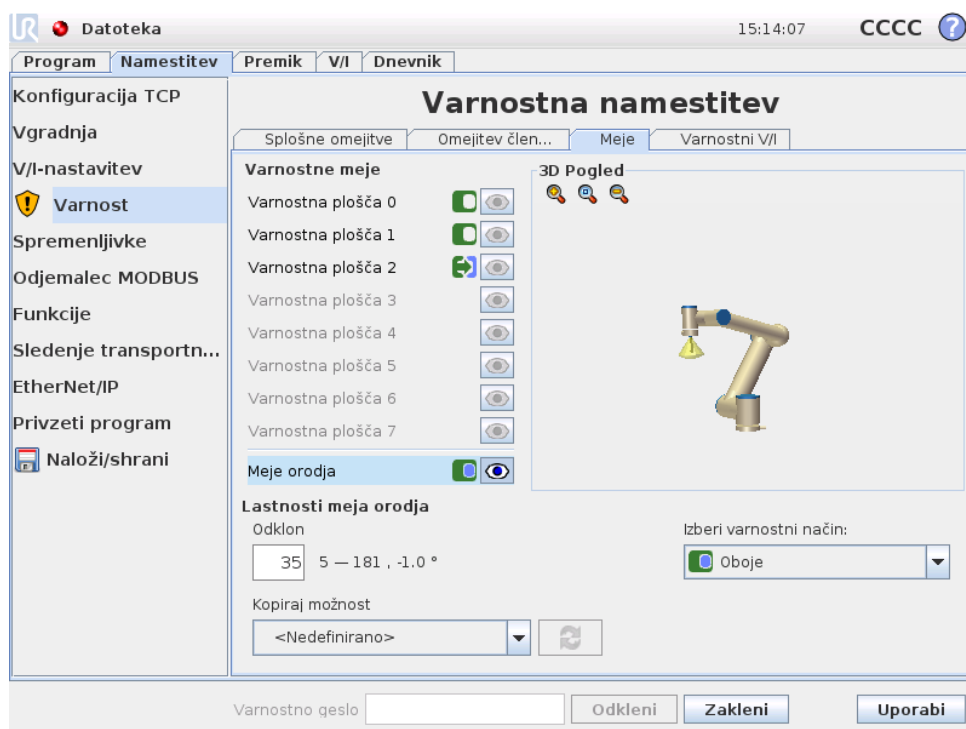 Datoteka
15:14:07
CCCC
?
Program
Namestitev
Premik
V/I
Dnevnik
Konfiguracija TCP
Vgradnja
V/I-nastavitev
Varnost
Spremenljivke
Odjemalec MODBUS
Funkcije
Sledenje transportn...
EtherNet/IP
Privzeti program
Naloži/shrani
Varnostna namestitev
Splošne omejitve
Omejitev člen...
Meje
Varnostni V/I
Varnostne meje
Varnostna plošča 0
Varnostna plošča 1
Varnostna plošča 2
Varnostna plošča 3
Varnostna plošča 4
Varnostna plošča 5
Varnostna plošča 6
Varnostna plošča 7
Meje orodja
3D Pogled
Lastnosti meja orodja
Odklon
35 5 — 181 , -1.0 °
Izberi varnostni način:
Oboje
Kopiraj možnost
<Nedefinirano>
Varnostno geslo
Odkleni
Zakleni
Uporabi